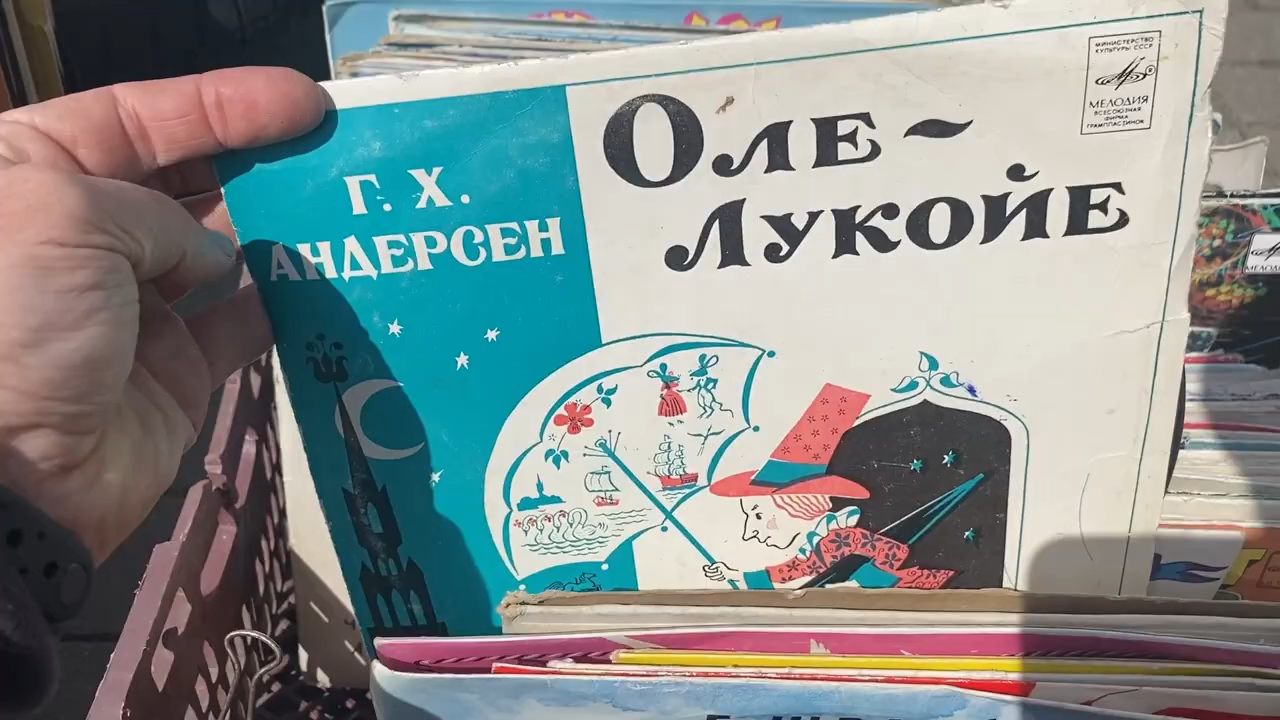 Г. Х.
АНДЕРСЕН
ОЛЕ-
ЛУКОЙЕ
МИНИСТЕРСТВО
КУЛЬТУРЫ СССР
МЕЛОДИЯ
ВСЕСОЮЗНАЯ
ФИРМА
ГРАМПЛАСТИНОК